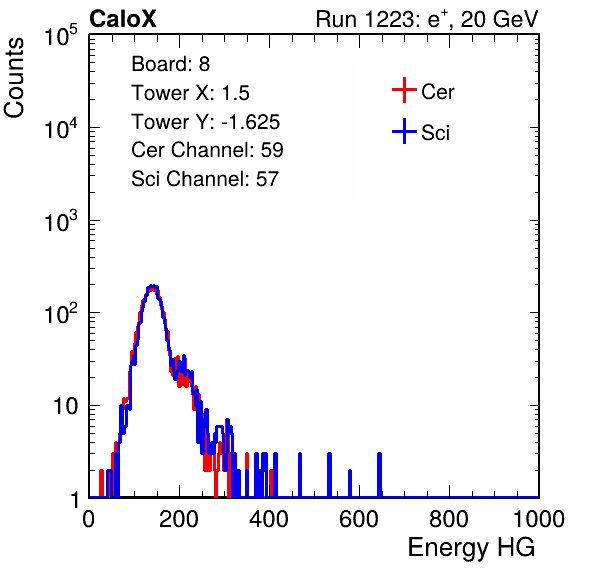 CaloX Run 1223: e⁺, 20 GeV
Counts
10⁵
10⁴
10³
10²
10
1
Board: 8
Tower X: 1.5
Tower Y: -1.625
Cer Channel: 59
Sci Channel: 57
Cer
Sci
0 200 400 600 800 1000
Energy HG